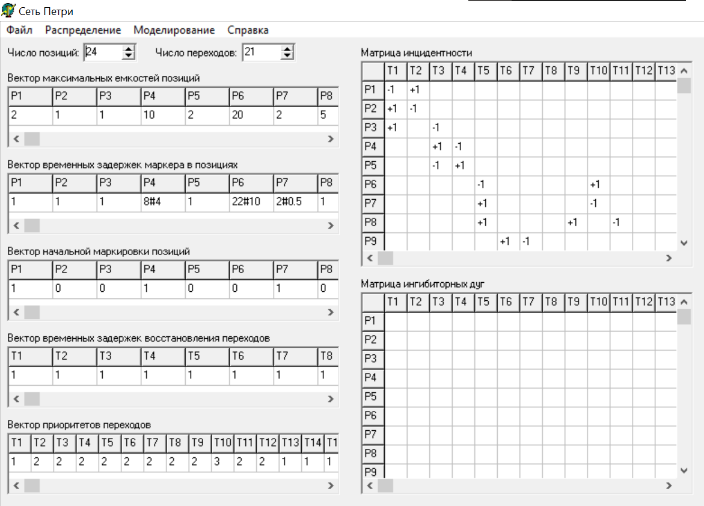 Сеть Петри
Файл Распределение Моделирование Справка
Число позиций: 24 Число переходов: 21
Вектор максимальных емкостей позиций
P1 P2 P3 P4 P5 P6 P7 P8
2 1 1 10 2 20 2 5
Вектор временных задержек маркера в позициях
P1 P2 P3 P4 P5 P6 P7 P8
1 1 1 8#4 1 22#10 2#0.5 1
Вектор начальной маркировки позиций
P1 P2 P3 P4 P5 P6 P7 P8
1 0 0 1 0 0 1 0
Вектор временных задержек восстановления переходов
T1 T2 T3 T4 T5 T6 T7 T8
1 1 1 1 1 1 1 1
Вектор приоритетов переходов
T1 T2 T3 T4 T5 T6 T7 T8 T9 T10 T11 T12 T13 T14 T1
1 2 2 2 2 2 2 2 2 3 2 2 1 1 1
Матрица инцидентности
T1 T2 T3 T4 T5 T6 T7 T8 T9 T10 T11 T12 T13
P1 -1 +1
P2 +1 -1
P3 +1 -1
P4 +1 -1
P5 -1 +1
P6 -1 +1
P7 +1 -1
P8 +1 +1 -1
P9 +1 -1
Матрица ингибиторных дуг
T1 T2 T3 T4 T5 T6 T7 T8 T9 T10 T11 T12 T13
P1
P2
P3
P4
P5
P6
P7
P8
P9